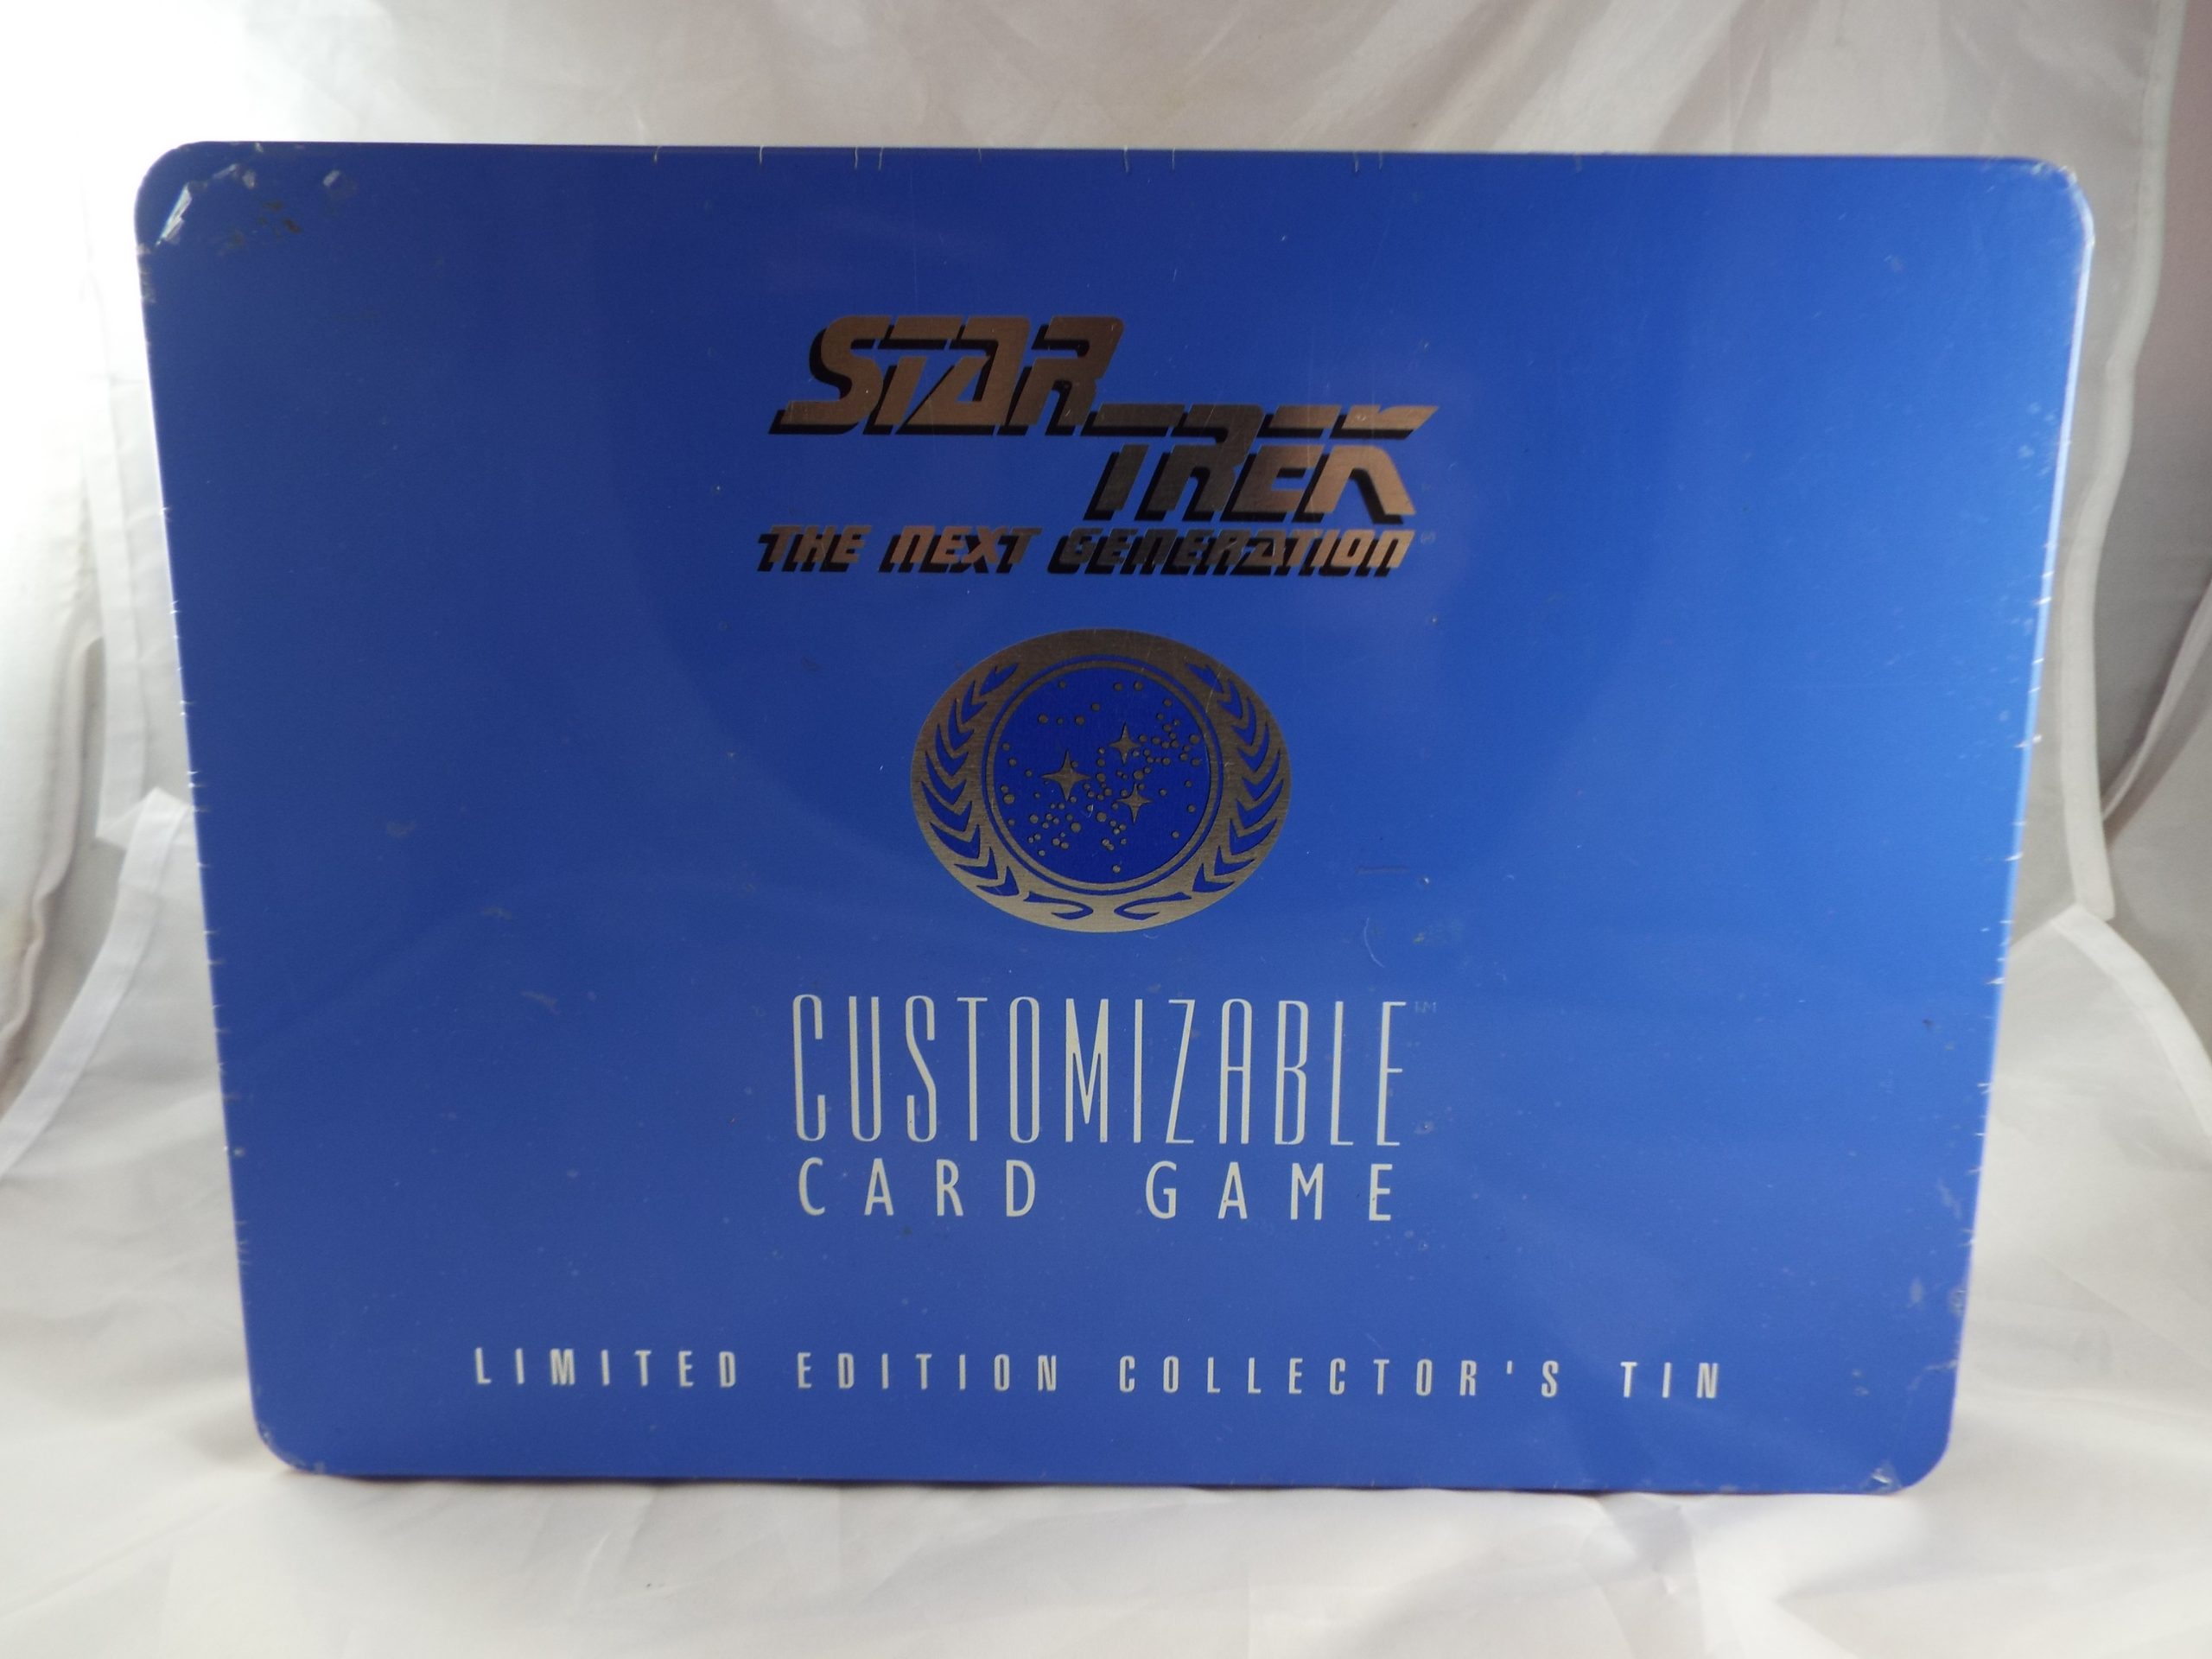 STAR
TREK
THE NEXT GENERATION
CUSTOMIZABLE™
CARD GAME
LIMITED EDITION COLLECTOR'S TIN